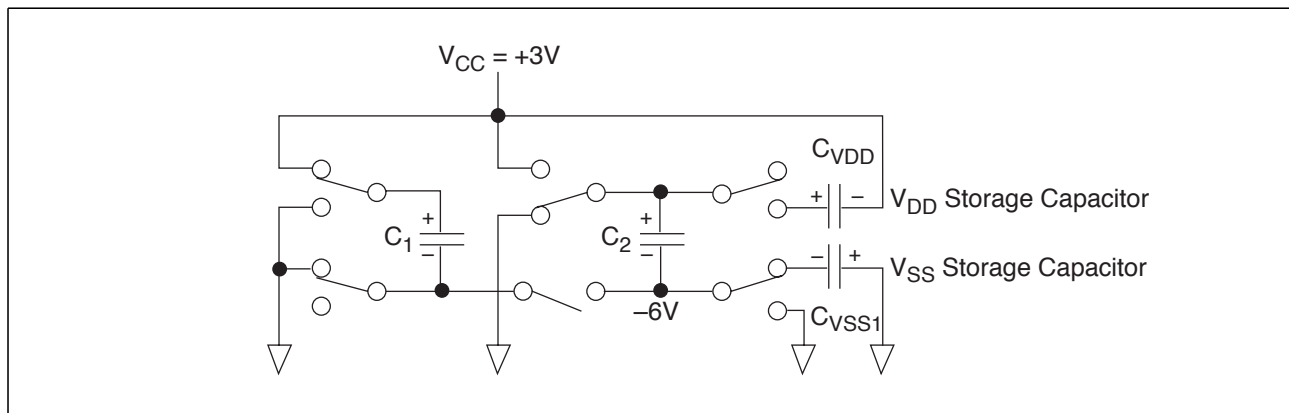 V_CC = +3V
C_VDD
+ –
V_DD Storage Capacitor
+
C_1
–
+
C_2
–
– +
V_SS Storage Capacitor
–6V
C_VSS1